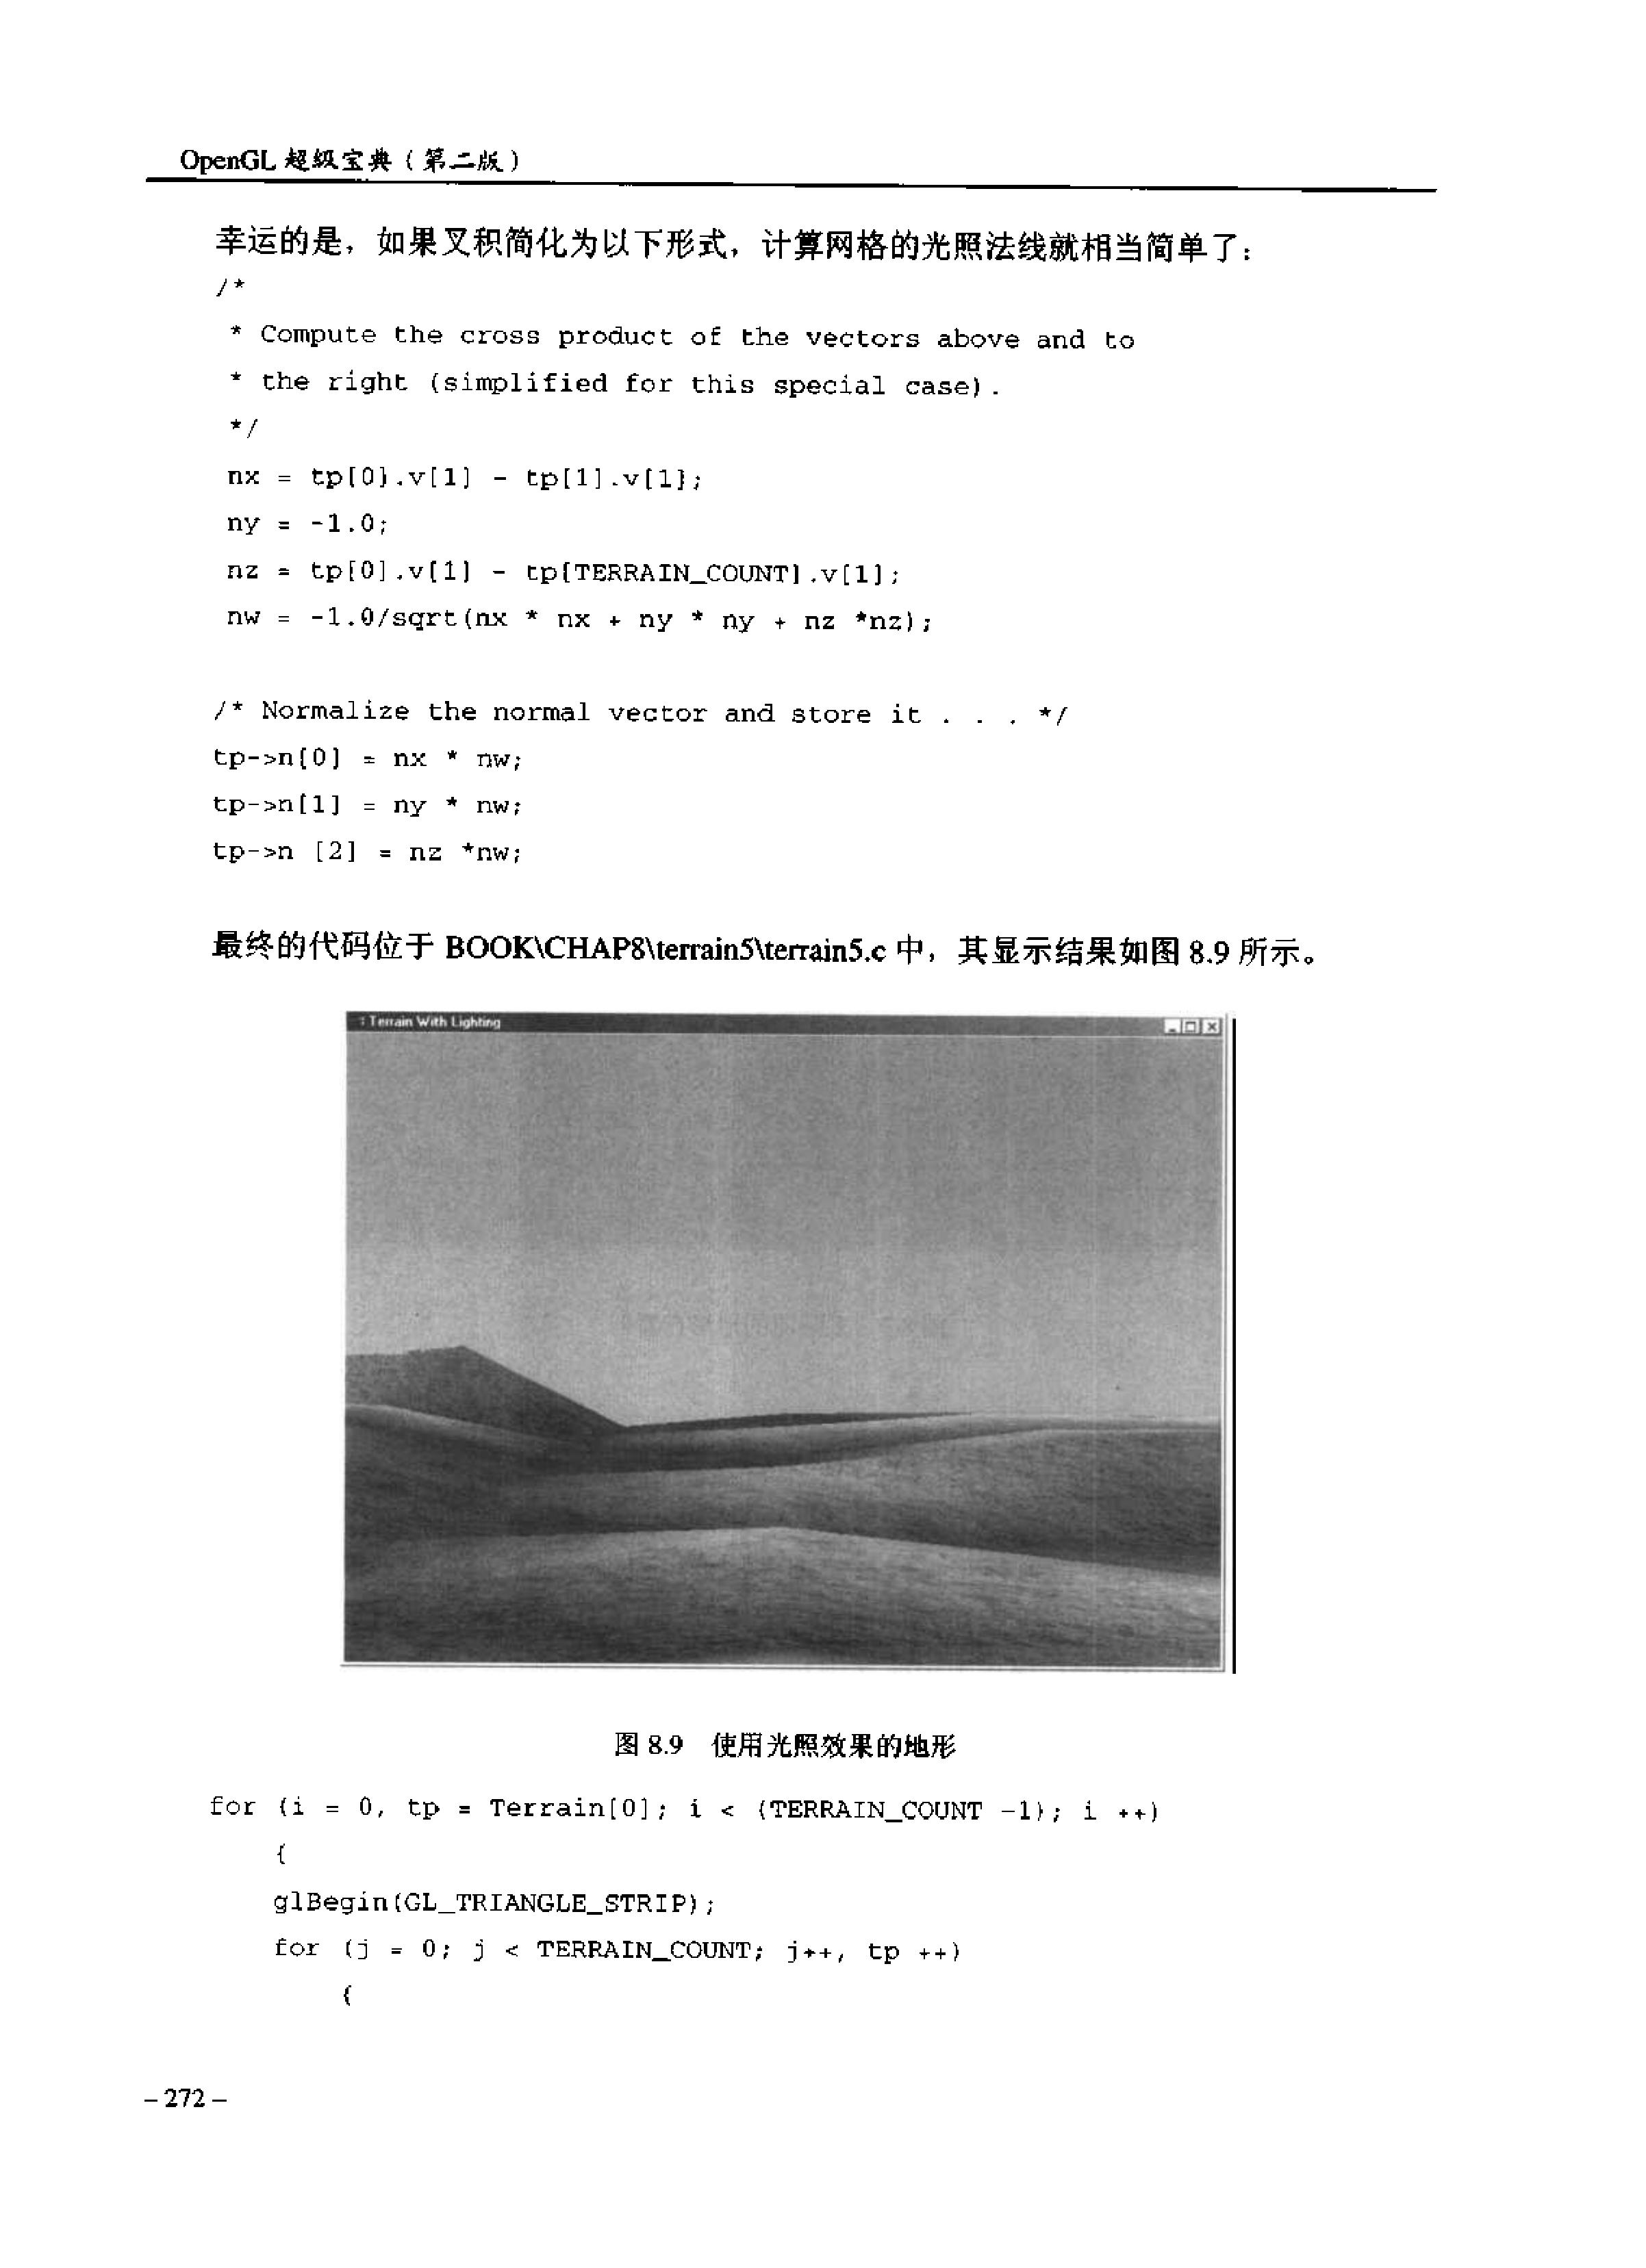 OpenGL 超级宝典（第二版）
幸运的是，如果叉积简化为以下形式，计算网格的光照法线就相当简单了：
/*
* Compute the cross product of the vectors above and to
* the right (simplified for this special case).
*/
nx = tp[0].v[1] - tp[1].v[1];
ny = -1.0;
nz = tp[0].v[1] - tp[TERRAIN_COUNT].v[1];
nw = -1.0/sqrt(nx * nx + ny * ny + nz *nz);
/* Normalize the normal vector and store it . . . */
tp->n[0] = nx * nw;
tp->n[1] = ny * nw;
tp->n [2] = nz *nw;
最终的代码位于 BOOK\CHAP8\terrain5\terrain5.c 中，其显示结果如图 8.9 所示。
Terrain With Lighting
图 8.9 使用光照效果的地形
for (i = 0, tp = Terrain[0]; i < (TERRAIN_COUNT -1); i ++)
{
glBegin(GL_TRIANGLE_STRIP);
for (j = 0; j < TERRAIN_COUNT; j++, tp ++)
{
– 272 –